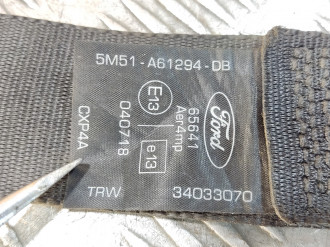 5M51-A61294-DB
E13
65641
Aer4mp
Ford
040718
e13
CXP4A
TRW
34033070